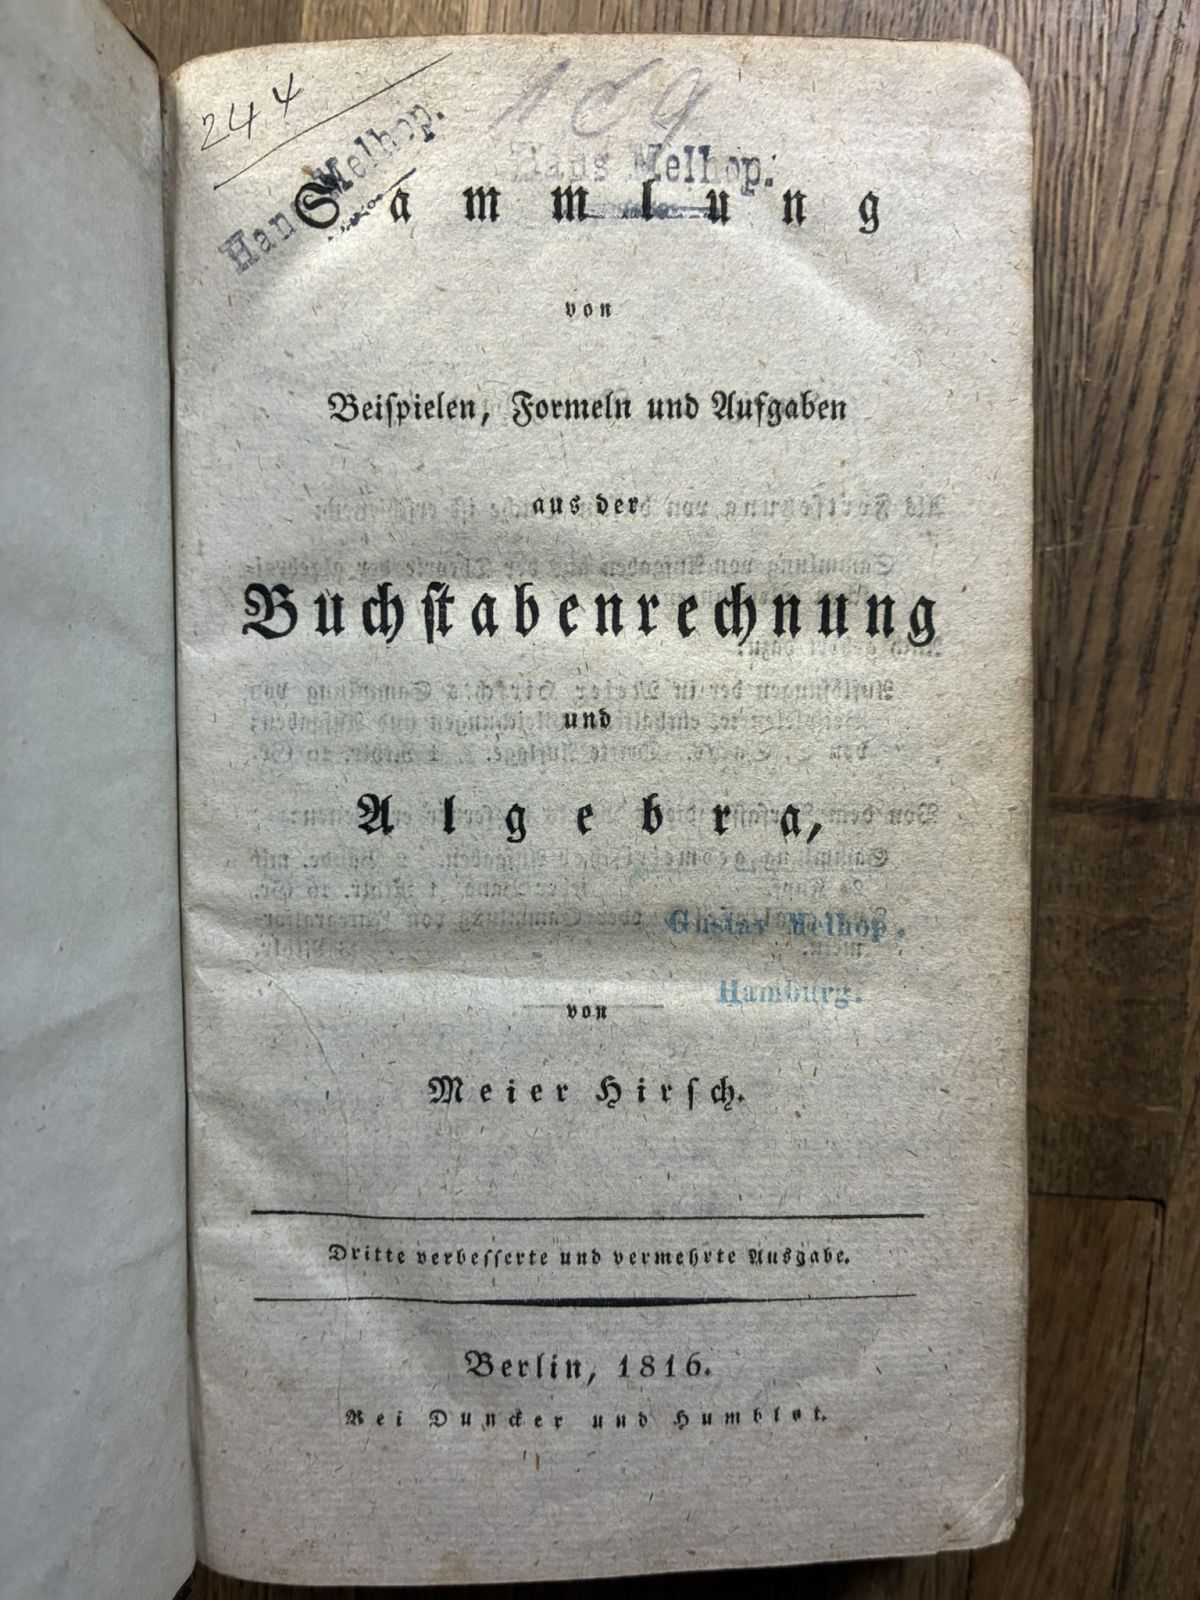 244
169
Hans Melhop.
Hans Melhop.
Sammlung
von
Beiſpielen, Formeln und Aufgaben
aus der
Buchſtabenrechnung
und
Algebra,
Gustav Melhop.
Hamburg.
von
Meier Hirſch.
Dritte verbeſſerte und vermehrte Ausgabe.
Berlin, 1816.
Bei Duncker und Humblot.